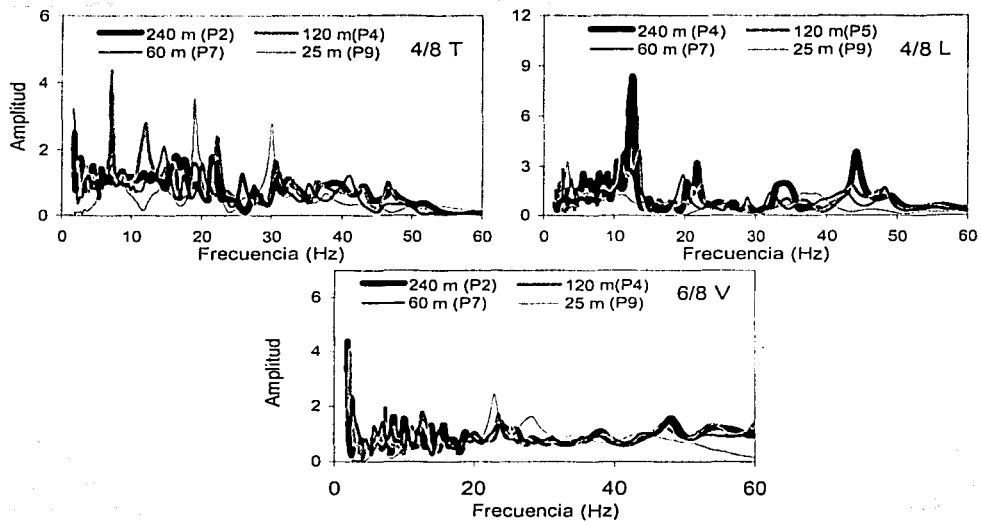 6
240 m (P2) 120 m(P4)
60 m (P7) 25 m (P9) 4/8 T
4
Amplitud
2
0
0 10 20 30 40 50 60
Frecuencia (Hz)
12
240 m (P4) 120 m(P5)
60 m (P7) 25 m (P9) 4/8 L
9
6
3
0
0 10 20 30 40 50 60
Frecuencia (Hz)
240 m (P2) 120 m(P4)
6 60 m (P7) 25 m (P9) 6/8 V
4
Amplitud
2
0
0 20 40 60
Frecuencia (Hz)